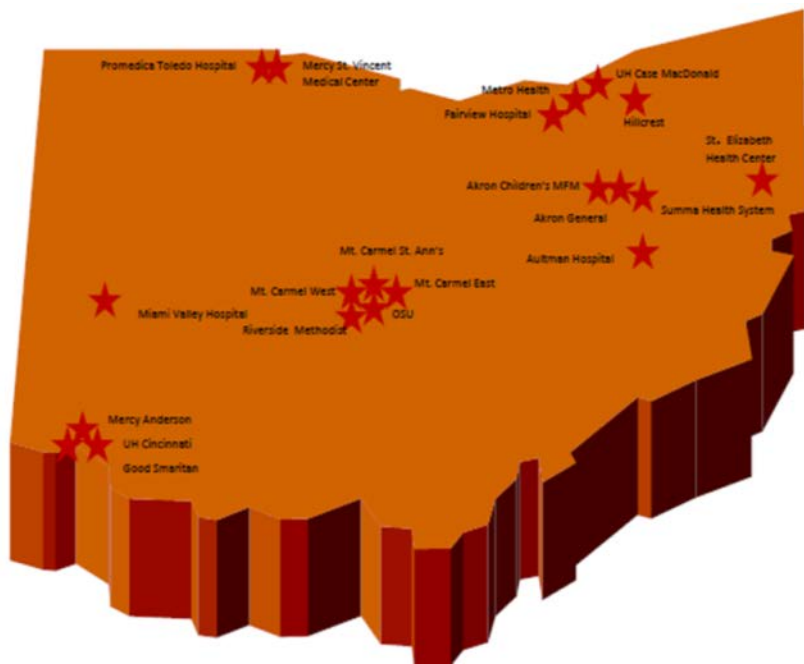 Promedica Toledo Hospital
Mercy St. Vincent
Medical Center
UH Case MacDonald
Metro Health
Fairview Hospital
Hillcrest
St. Elizabeth
Health Center
Akron Children's MFM
Summa Health System
Akron General
Mt. Carmel St. Ann's
Aultman Hospital
Mt. Carmel West
Mt. Carmel East
Miami Valley Hospital
OSU
Riverside Methodist
Mercy Anderson
UH Cincinnati
Good Smaritan